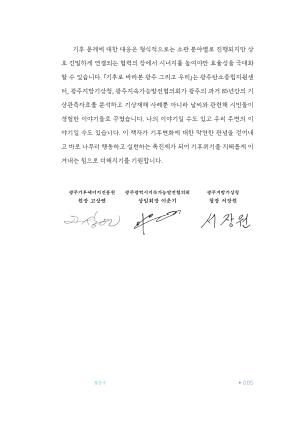 기후 문제에 대한 대응은 형식적으로는 소관 분야별로 진행되지만 상
호 긴밀하게 연결되는 협력의 장에서 시너지를 높여야만 효율성을 극대화
할 수 있습니다. 「기후로 바라본 광주 그리고 우리」는 광주탄소중립지원센
터, 광주지방기상청, 광주지속가능발전협의회가 광주의 과거 85년간의 기
상관측자료를 분석하고 기상재해 사례뿐 아니라 날씨와 관련해 시민들이
경험한 이야기들로 꾸몄습니다. 나의 이야기일 수도 있고 우리 주변의 이
야기일 수도 있습니다. 이 책자가 기후변화에 대한 막연한 관념을 걷어내
고 바로 나부터 행동하고 실천하는 촉진제가 되어 기후위기를 지혜롭게 이
겨내는 힘으로 더해지기를 기원합니다.
광주기후에너지진흥원
원장 고상연
광주광역시지속가능발전협의회
상임회장 이준기
광주지방기상청
청장 서장원
고상연
서장원
005